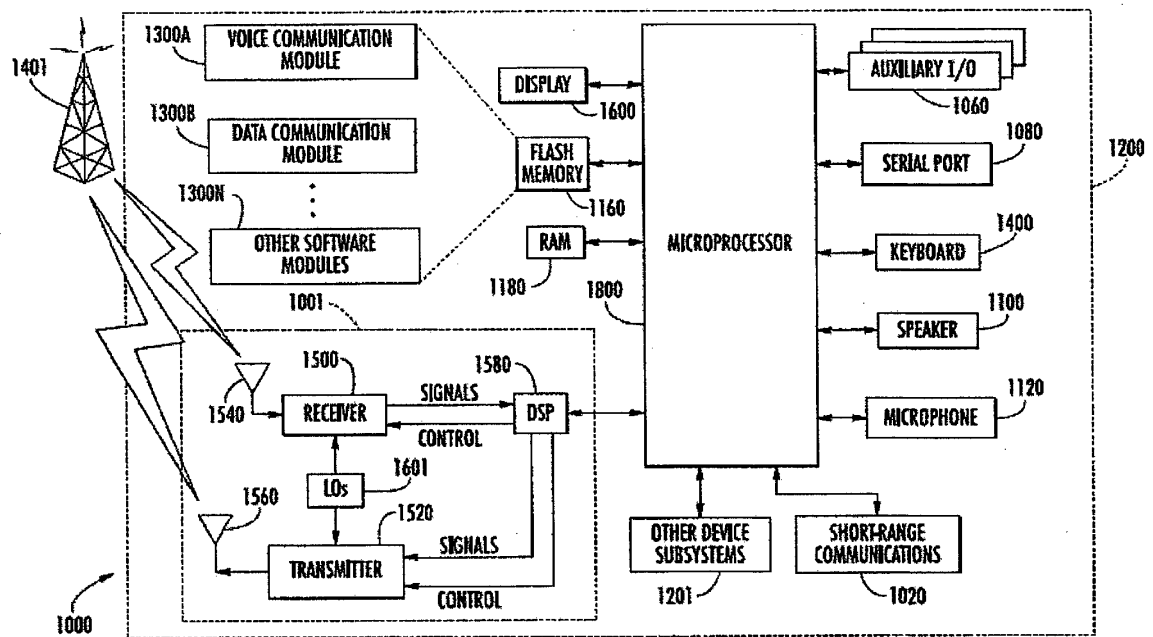 1300A
VOICE COMMUNICATION
MODULE
1401
1300B
DATA COMMUNICATION
MODULE
1300N
OTHER SOFTWARE
MODULES
DISPLAY
1600
FLASH
MEMORY
1160
RAM
1180
MICROPROCESSOR
1800
AUXILIARY I/O
1060
1080
SERIAL PORT
1200
1400
KEYBOARD
1100
SPEAKER
1120
MICROPHONE
1001
1540
1500
RECEIVER
SIGNALS
CONTROL
1580
DSP
1601
LOs
1560
1520
TRANSMITTER
SIGNALS
CONTROL
OTHER DEVICE
SUBSYSTEMS
1201
SHORT-RANGE
COMMUNICATIONS
1020
1000